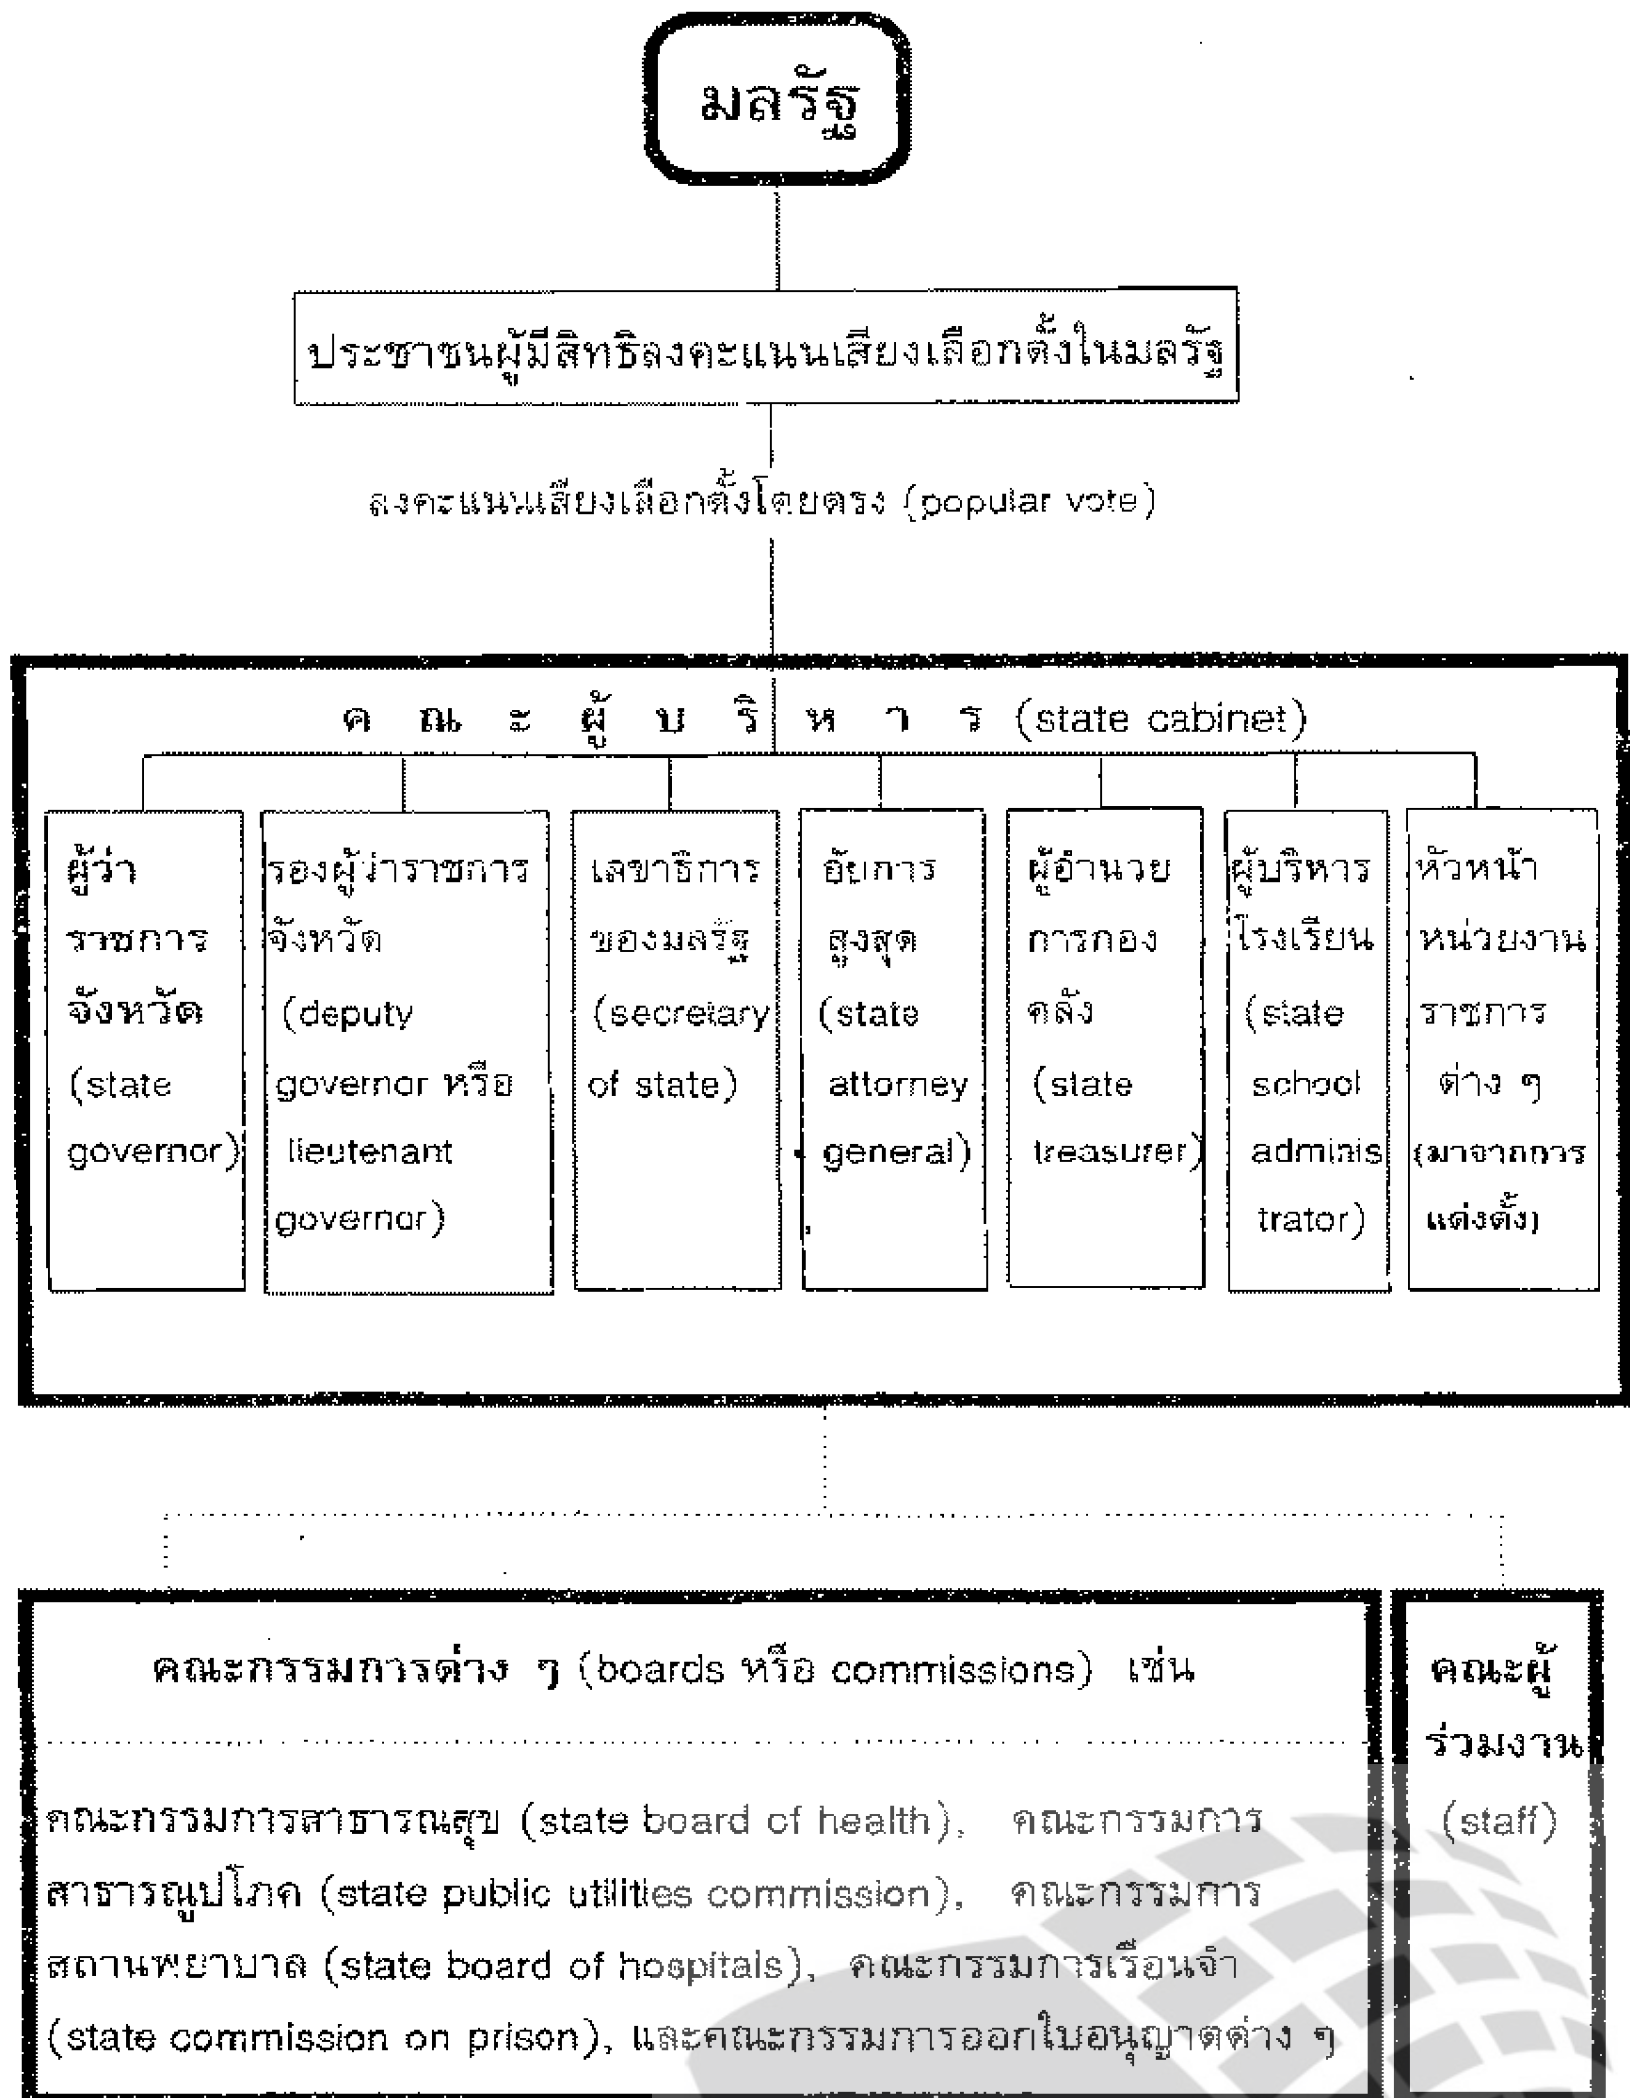 มลรัฐ
ประชาชนผู้มีสิทธิลงคะแนนเสียงเลือกตั้งในมลรัฐ
ลงคะแนนเสียงเลือกตั้งโดยตรง (popular vote)
คณะผู้บริหาร (state cabinet)
ผู้ว่า
ราชการ
จังหวัด
(state
governor)
รองผู้ว่าราชการ
จังหวัด
(deputy
governor หรือ
lieutenant
governor)
เลขาธิการ
ของมลรัฐ
(secretary
of state)
อัยการ
สูงสุด
(state
attorney
general)
ผู้อำนวย
การกอง
คลัง
(state
treasurer)
ผู้บริหาร
โรงเรียน
(state
school
adminis
trator)
หัวหน้า
หน่วยงาน
ราชการ
ต่าง ๆ
(มาจากการ
แต่งตั้ง)
คณะกรรมการต่าง ๆ (boards หรือ commissions) เช่น
คณะกรรมการสาธารณสุข (state board of health), คณะกรรมการ
สาธารณูปโภค (state public utilities commission), คณะกรรมการ
สถานพยาบาล (state board of hospitals), คณะกรรมการเรือนจำ
(state commission on prison), และคณะกรรมการออกใบอนุญาตต่าง ๆ
คณะผู้
ร่วมงาน
(staff)